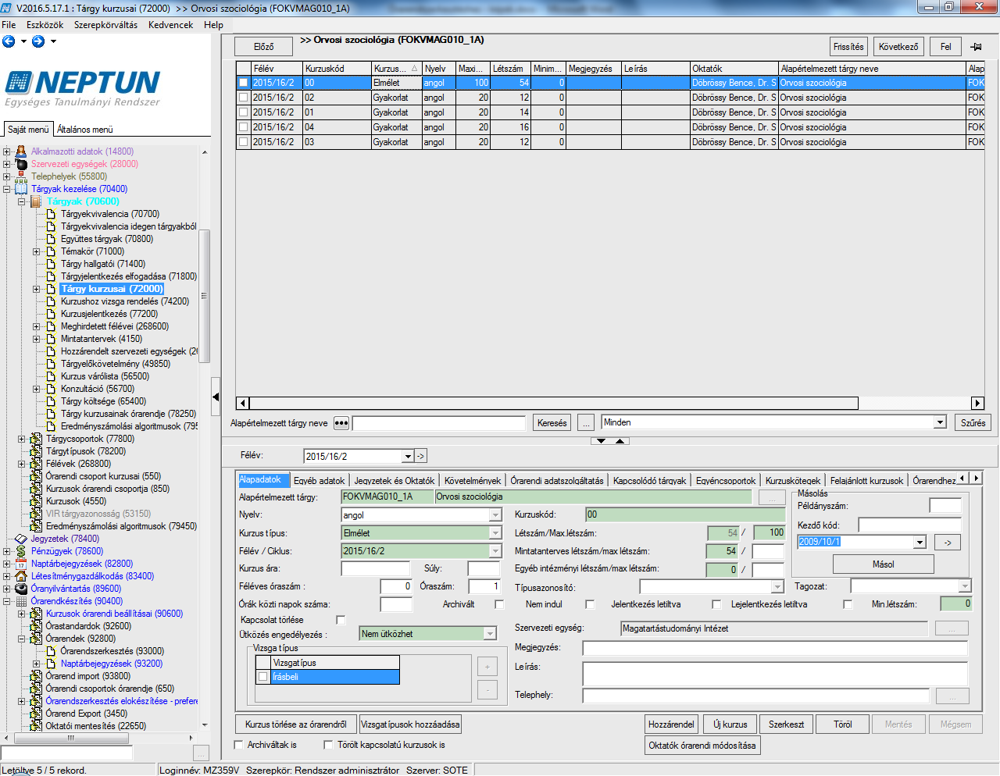 V2016.5.17.1 : Tárgy kurzusai (72000)  >> Orvosi szociológia (FOKVMAG010_1A)
File Eszközök Szerepkörváltás Kedvencek Help
NEPTUN
Egységes Tanulmányi Rendszer
Saját menü Általános menü
Alkalmazotti adatok (14800)
Szervezeti egységek (28000)
Telephelyek (55800)
Tárgyak kezelése (70400)
Tárgyak (70600)
Tárgyekvivalencia (70700)
Tárgyekvivalencia idegen tárgyakból
Együttes tárgyak (70800)
Témakör (71000)
Tárgy hallgatói (71400)
Tárgyjelentkezés elfogadása (71800)
Tárgy kurzusai (72000)
Kurzushoz vizsga rendelés (74200)
Kurzusjelentkezés (77200)
Meghirdetett félévei (268600)
Mintatantervek (4150)
Hozzárendelt szervezeti egységek (2
Tárgyelőkövetelmény (49850)
Kurzus várólista (56500)
Konzultáció (56700)
Tárgy költsége (65400)
Tárgy kurzusainak órarendje (78250)
Eredményszámolási algoritmusok (795
Tárgycsoportok (77800)
Tárgytípusok (78200)
Félévek (268800)
Órarendi csoport kurzusai (550)
Kurzusok órarendi csoportja (850)
Kurzusok (4550)
VIR tárgyazonosság (53150)
Eredményszámolási algoritmusok (79450)
Jegyzetek (78400)
Pénzügyek (78600)
Naptárbejegyzések (82800)
Létesítménygazdálkodás (83400)
Óranyilvántartás (89600)
Órarendkészítés (90400)
Kurzusok órarendi beállításai (90600)
Órastandardok (92600)
Órarendek (92800)
Órarendszerkesztés (93000)
Naptárbejegyzések (93200)
Órarend import (93800)
Órarendi csoportok órarendje (650)
Órarendszerkesztés elokészítése - prefere
Órarend Export (3450)
Oktatói mentesítés (22650)
...
Előző >> Orvosi szociológia (FOKVMAG010_1A) Frissítés Következő Fel
Félév Kurzuskód Kurzus... Nyelv Maxi... Létszám Minim... Megjegyzés Leírás Oktatók Alapértelmezett tárgy neve Alap
2015/16/2 00 Elmélet angol 100 54 0 Döbrössy Bence, Dr. S Orvosi szociológia FOK
2015/16/2 02 Gyakorlat angol 20 12 0 Döbrössy Bence, Dr. S Orvosi szociológia FOK
2015/16/2 01 Gyakorlat angol 20 14 0 Döbrössy Bence, Dr. S Orvosi szociológia FOK
2015/16/2 04 Gyakorlat angol 20 16 0 Döbrössy Bence, Dr. S Orvosi szociológia FOK
2015/16/2 03 Gyakorlat angol 20 12 0 Döbrössy Bence, Dr. S Orvosi szociológia FOK
Alapértelmezett tárgy neve Keresés ... Minden Szűrés
Félév: 2015/16/2 ->
Alapadatok Egyéb adatok Jegyzetek és Oktatók Követelmények Órarendi adatszolgáltatás Kapcsolódó tárgyak Egyéncsoportok Kurzuskötegek Felajánlott kurzusok Órarendhez
Alapértelmezett tárgy: FOKVMAG010_1A Orvosi szociológia ... Másolás
Példányszám:
Nyelv: angol Kurzuskód: 00 Kezdő kód:
Kurzus típus: Elmélet Létszám/Max.létszám: 54 / 100 2009/10/1 ->
Félév / Ciklus: 2015/16/2 Mintatanterves létszám/max létszám: 54 /
Kurzus ára: Súly: Egyéb intézményi létszám/max létszám: 0 / Másol
Féléves óraszám : 0 Óraszám: 1 Típusazonosító: Tagozat:
Órák közti napok száma: Archivált Nem indul Jelentkezés letiltva Lejelentkezés letiltva Min.létszám: 0
Kapcsolat törlése
Ütközés engedélyezés : Nem ütközhet Szervezeti egység: Magatartástudományi Intézet ...
Vizsga típus Megjegyzés:
Vizsgatípus +
Írásbeli Leírás:
- Telephely: ...
Kurzus törlése az órarendről Vizsgatípusok hozzáadása Hozzárendel Új kurzus Szerkeszt Töröl Mentés Mégsem
Archiváltak is Törölt kapcsolatú kurzusok is Oktatók órarendi módosítása
Letöltve 5 / 5 rekord. Loginnév: MZ359V Szerepkör: Rendszer adminisztrátor Szerver: SOTE